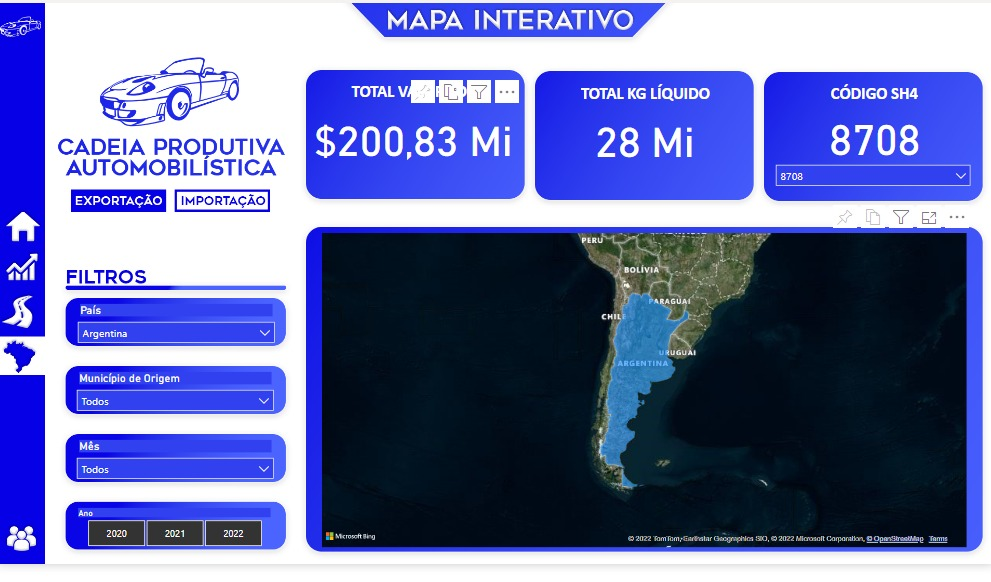 MAPA INTERATIVO
CADEIA PRODUTIVA
AUTOMOBILÍSTICA
EXPORTAÇÃO
IMPORTAÇÃO
TOTAL
$200,83 Mi
TOTAL KG LÍQUIDO
28 Mi
CÓDIGO SH4
8708
8708
FILTROS
País
Argentina
Município de Origem
Todos
Mês
Todos
Ano
2020
2021
2022
PERU
BOLÍVIA
PARAGUAI
CHILE
URUGUAI
ARGENTINA
Microsoft Bing
© 2022 TomTom, Earthstar Geographics SIO, © 2022 Microsoft Corporation, © OpenStreetMap Terms